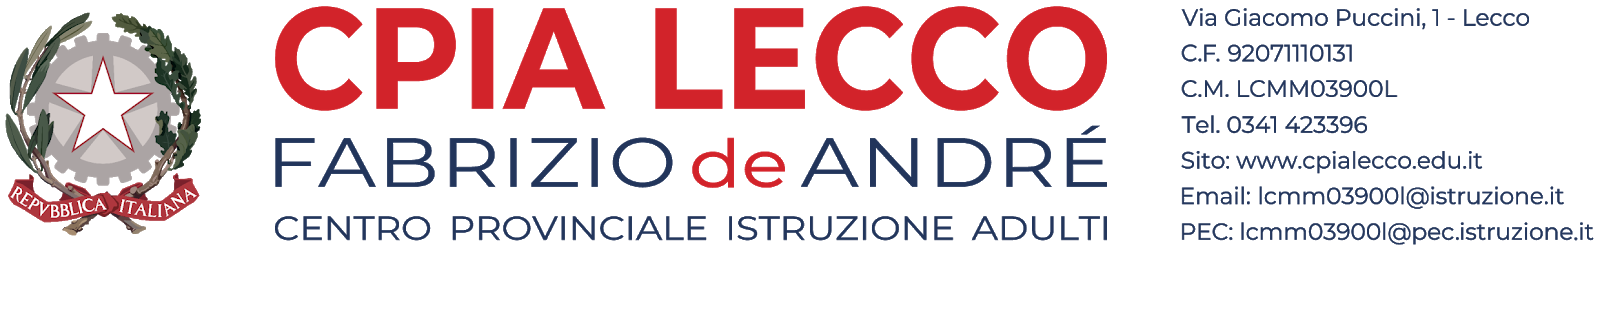 REPVBBLICA ITALIANA
CPIA LECCO
FABRIZIO de ANDRÉ
CENTRO PROVINCIALE ISTRUZIONE ADULTI
Via Giacomo Puccini, 1 - Lecco
C.F. 92071110131
C.M. LCMM03900L
Tel. 0341 423396
Sito: www.cpialecco.edu.it
Email: lcmm03900l@istruzione.it
PEC: lcmm03900l@pec.istruzione.it